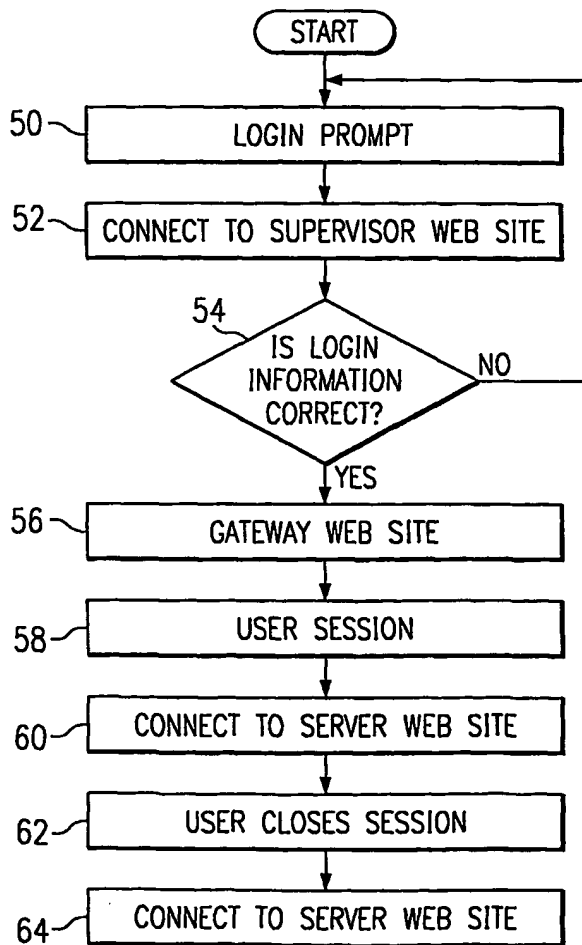 START
50
LOGIN PROMPT
52
CONNECT TO SUPERVISOR WEB SITE
54
IS LOGIN
INFORMATION
CORRECT?
NO
YES
56
GATEWAY WEB SITE
58
USER SESSION
60
CONNECT TO SERVER WEB SITE
62
USER CLOSES SESSION
64
CONNECT TO SERVER WEB SITE